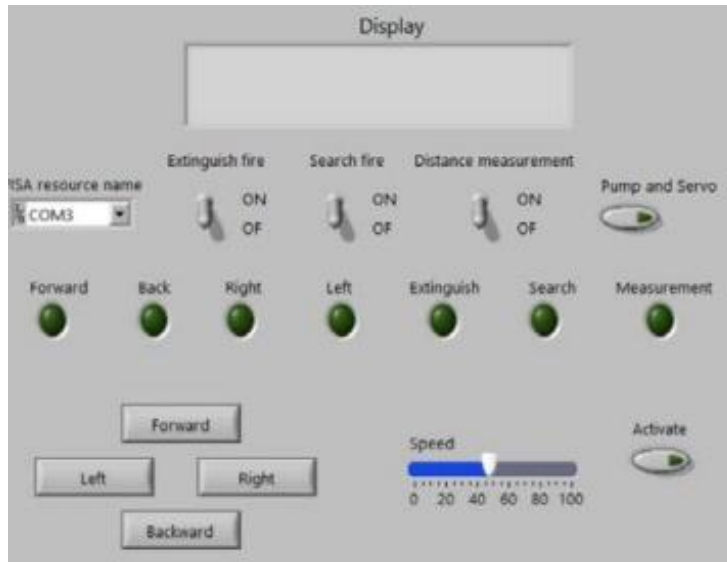 Display
Extinguish fire Search fire Distance measurement
ISA resource name ON ON ON Pump and Servo
COM3 OF OF OF
Forward Back Right Left Extinguish Search Measurement
Forward
Speed Activate
Left Right
0 20 40 60 80 100
Backward